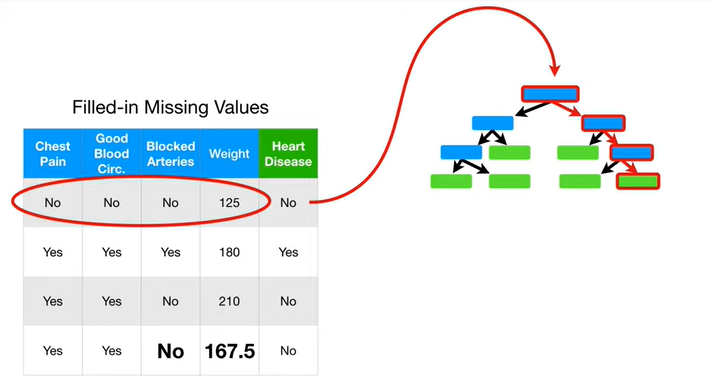 Filled-in Missing Values
Chest Pain Good Blood Circ. Blocked Arteries Weight Heart Disease
No No No 125 No
Yes Yes Yes 180 Yes
Yes Yes No 210 No
Yes Yes No 167.5 No